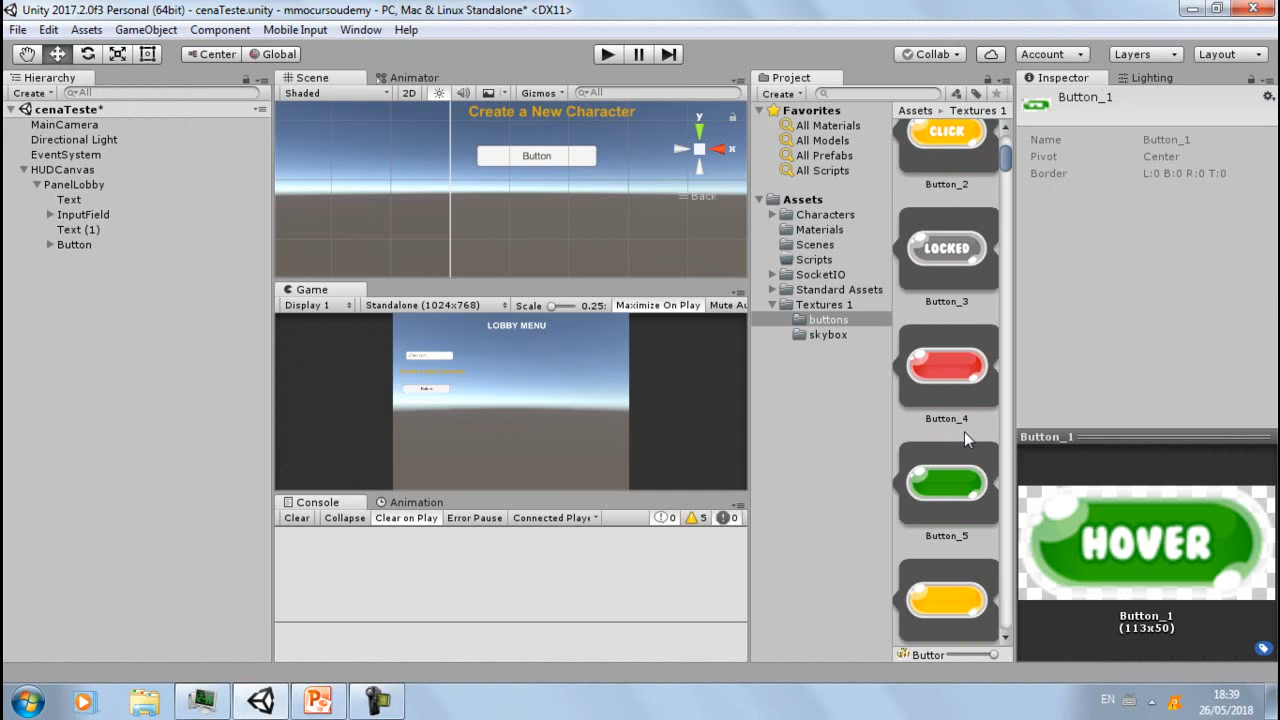 Unity 2017.2.0f3 Personal (64bit) - cenaTeste.unity - mmocursoudemy - PC, Mac & Linux Standalone* <DX11>
File Edit Assets GameObject Component Mobile Input Window Help
Center Global Collab Account Layers Layout
Hierarchy
Create All
cenaTeste*
MainCamera
Directional Light
EventSystem
HUDCanvas
PanelLobby
Text
InputField
Text (1)
Button
Scene Animator
Shaded 2D Gizmos All
Create a New Character
Button
y
x
Back
Game
Display 1 Standalone (1024x768) Scale 0.25: Maximize On Play Mute Au
LOBBY MENU
Button
Console Animation
Clear Collapse Clear on Play Error Pause Connected Playe 0 5 0
Project
Create
Favorites
All Materials
All Models
All Prefabs
All Scripts
Assets
Characters
Materials
Scenes
Scripts
SocketIO
Standard Assets
Textures 1
buttons
skybox
Assets Textures 1
CLICK
Button_2
LOCKED
Button_3
Button_4
Button_5
Buttor
Inspector Lighting
Button_1
Name Button_1
Pivot Center
Border L:0 B:0 R:0 T:0
Button_1
HOVER
Button_1
(113x50)
EN 18:39
26/05/2018